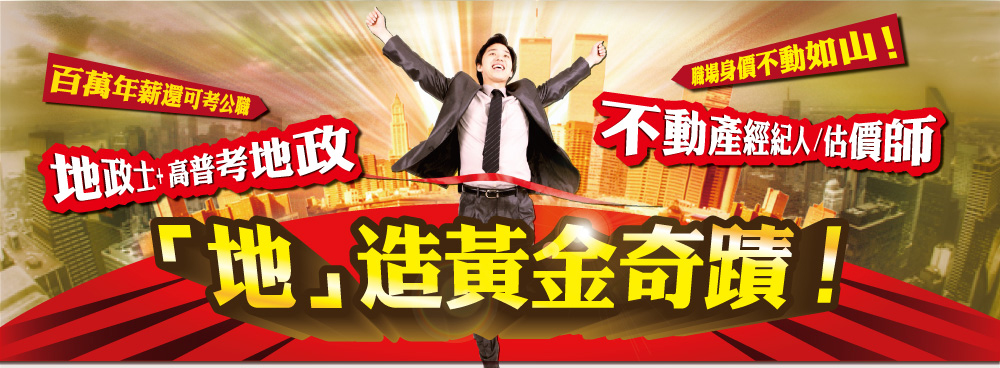 百萬年薪還可考公職
地政士+高普考地政
職場身價不動如山！
不動產經紀人/估價師
「地」造黃金奇蹟！